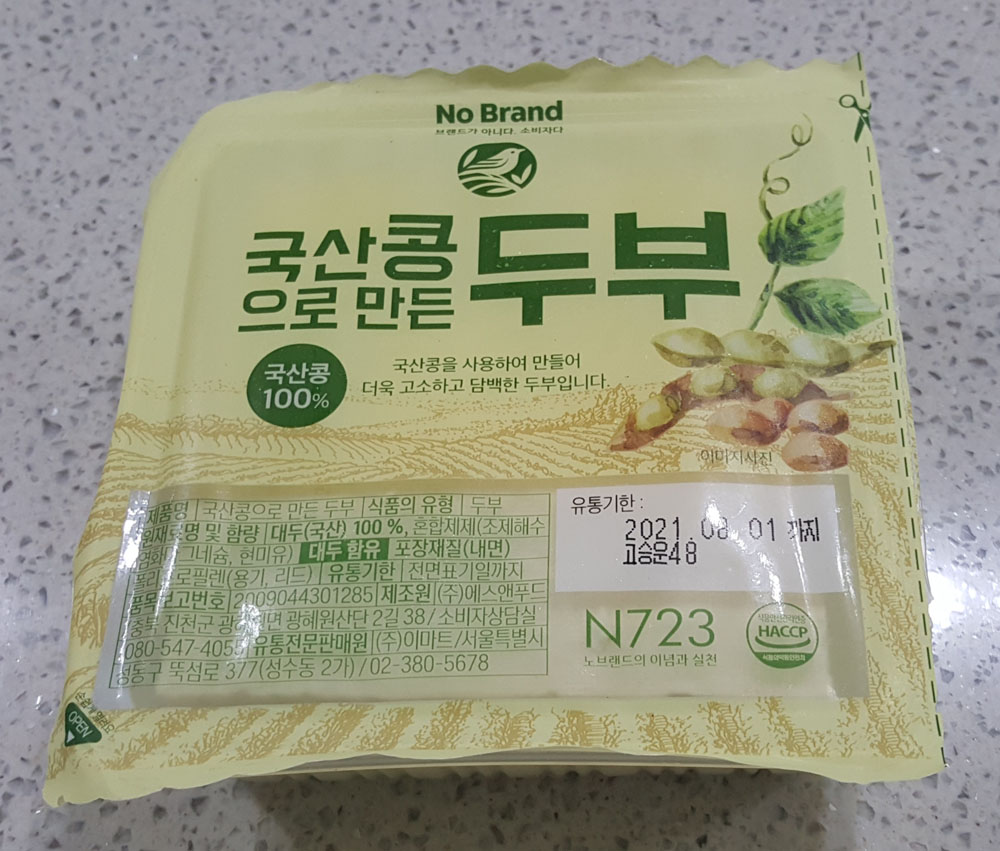 No Brand
브랜드가 아니다. 소비자다
국산콩
으로 만든
두부
국산콩
100%
국산콩을 사용하여 만들어
더욱 고소하고 담백한 두부입니다.
이미지사진
제품명 국산콩으로 만든 두부 식품의 유형 두부
원재료명 및 함량 대두(국산) 100 %, 혼합제제(조제해수
염화 그네슘, 현미유) 대두 함유 포장재질(내면)
폴리 로필렌(용기, 리드) 유통기한 전면표기일까지
품목보고번호 2009044301285 제조원 (주)에스앤푸드
충북 진천군 광 면 광혜원산단 2길 38/소비자상담실
080-547-405 유통전문판매원 (주)이마트/서울특별시
성동구 뚝섬로 377(성수동 2가)/02-380-5678
유통기한 :
2021.08.01 까지
고승운48
N723
노브랜드의 이념과 실천
HACCP
OPEN